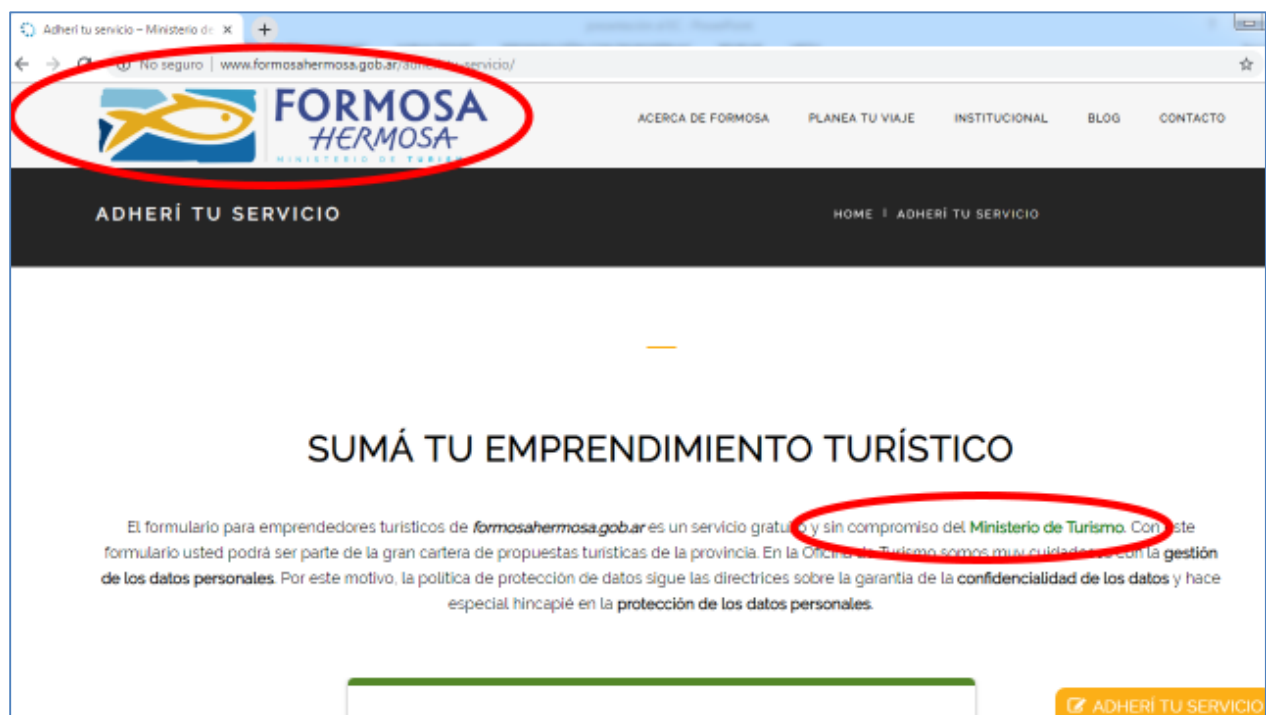 Adherí tu servicio – Ministerio de
No seguro | www.formosahermosa.gob.ar/adheri-tu-servicio/
FORMOSA
HERMOSA
MINISTERIO DE TURISMO
ACERCA DE FORMOSA PLANEA TU VIAJE INSTITUCIONAL BLOG CONTACTO
ADHERÍ TU SERVICIO
HOME | ADHERÍ TU SERVICIO
SUMÁ TU EMPRENDIMIENTO TURÍSTICO
El formulario para emprendedores turísticos de formosahermosa.gob.ar es un servicio gratuito y sin compromiso del Ministerio de Turismo. Con este
formulario usted podrá ser parte de la gran cartera de propuestas turísticas de la provincia. En la Oficina de Turismo somos muy cuidadosos con la gestión
de los datos personales. Por este motivo, la política de protección de datos sigue las directrices sobre la garantía de la confidencialidad de los datos y hace
especial hincapié en la protección de los datos personales.
ADHERÍ TU SERVICIO